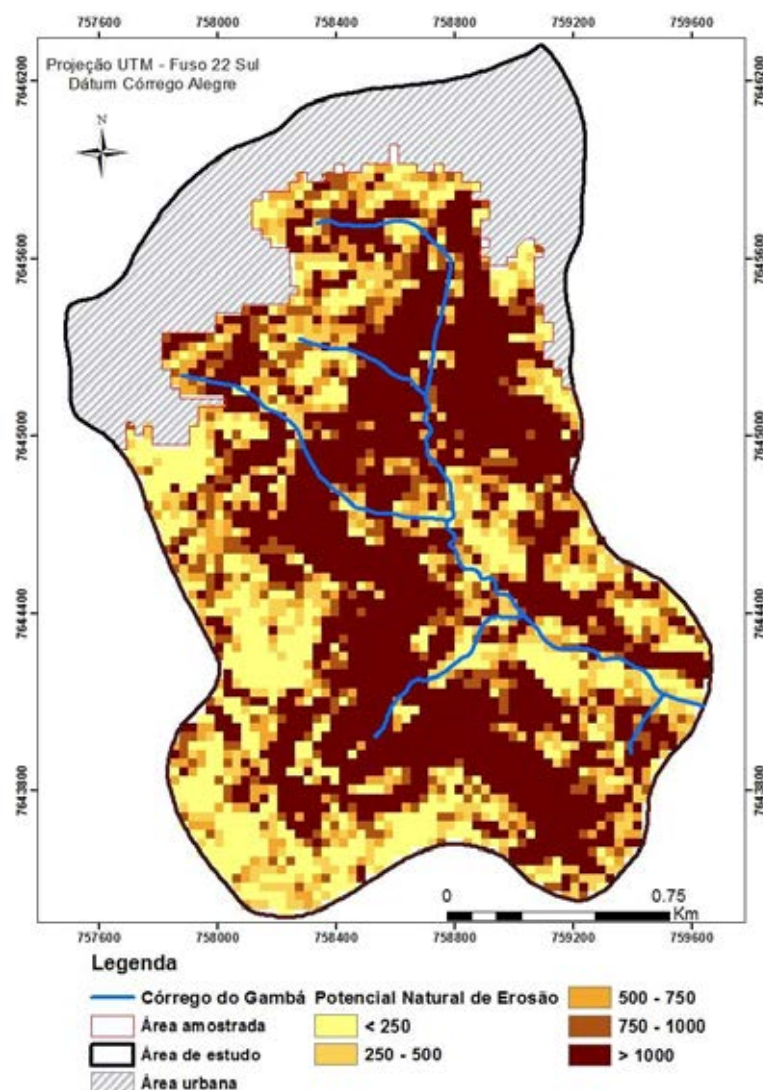 757600 758000 758400 758800 759200 759600
Projeção UTM - Fuso 22 Sul
Dátum Córrego Alegre
N
7646200 7646200
7645600 7645600
7645000 7645000
7644400 7644400
7643800 7643800
0 0.75
Km
757600 758000 758400 758800 759200 759600
Legenda
Córrego do Gambá Potencial Natural de Erosão 500 - 750
Área amostrada < 250 750 - 1000
Área de estudo 250 - 500 > 1000
Área urbana